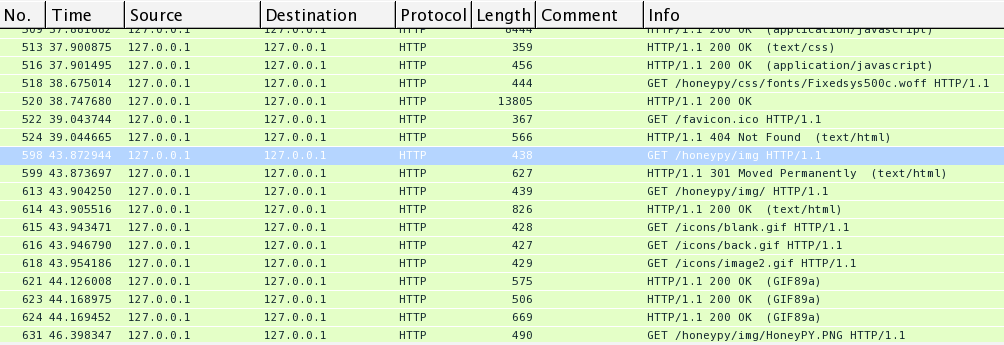 No. Time Source Destination Protocol Length Comment Info
509 37.881682 127.0.0.1 127.0.0.1 HTTP 8444 HTTP/1.1 200 OK (application/javascript)
513 37.900875 127.0.0.1 127.0.0.1 HTTP 359 HTTP/1.1 200 OK (text/css)
516 37.901495 127.0.0.1 127.0.0.1 HTTP 456 HTTP/1.1 200 OK (application/javascript)
518 38.675014 127.0.0.1 127.0.0.1 HTTP 444 GET /honeypy/css/fonts/Fixedsys500c.woff HTTP/1.1
520 38.747680 127.0.0.1 127.0.0.1 HTTP 13805 HTTP/1.1 200 OK
522 39.043744 127.0.0.1 127.0.0.1 HTTP 367 GET /favicon.ico HTTP/1.1
524 39.044665 127.0.0.1 127.0.0.1 HTTP 566 HTTP/1.1 404 Not Found (text/html)
598 43.872944 127.0.0.1 127.0.0.1 HTTP 438 GET /honeypy/img HTTP/1.1
599 43.873697 127.0.0.1 127.0.0.1 HTTP 627 HTTP/1.1 301 Moved Permanently (text/html)
613 43.904250 127.0.0.1 127.0.0.1 HTTP 439 GET /honeypy/img/ HTTP/1.1
614 43.905516 127.0.0.1 127.0.0.1 HTTP 826 HTTP/1.1 200 OK (text/html)
615 43.943471 127.0.0.1 127.0.0.1 HTTP 428 GET /icons/blank.gif HTTP/1.1
616 43.946790 127.0.0.1 127.0.0.1 HTTP 427 GET /icons/back.gif HTTP/1.1
618 43.954186 127.0.0.1 127.0.0.1 HTTP 429 GET /icons/image2.gif HTTP/1.1
621 44.126008 127.0.0.1 127.0.0.1 HTTP 575 HTTP/1.1 200 OK (GIF89a)
623 44.168975 127.0.0.1 127.0.0.1 HTTP 506 HTTP/1.1 200 OK (GIF89a)
624 44.169452 127.0.0.1 127.0.0.1 HTTP 669 HTTP/1.1 200 OK (GIF89a)
631 46.398347 127.0.0.1 127.0.0.1 HTTP 490 GET /honeypy/img/HoneyPY.PNG HTTP/1.1